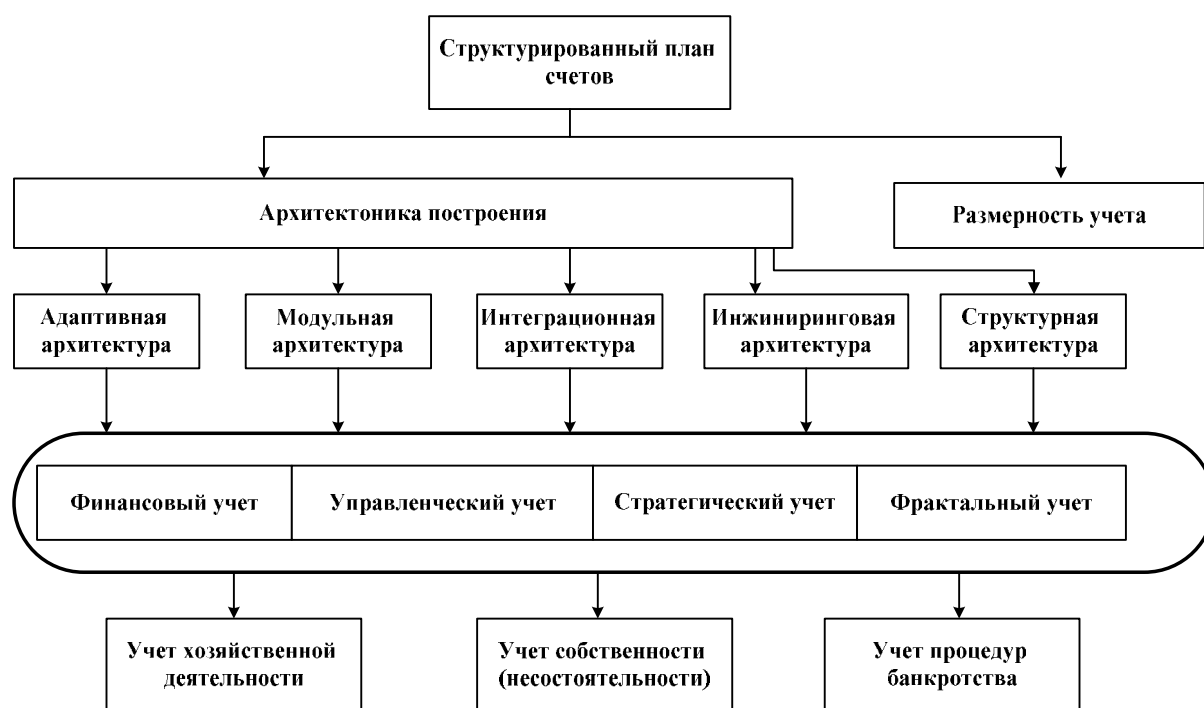 Структурированный план
счетов
Архитектоника построения
Размерность учета
Адаптивная
архитектура
Модульная
архитектура
Интеграционная
архитектура
Инжиниринговая
архитектура
Структурная
архитектура
Финансовый учет
Управленческий учет
Стратегический учет
Фрактальный учет
Учет хозяйственной
деятельности
Учет собственности
(несостоятельности)
Учет процедур
банкротства